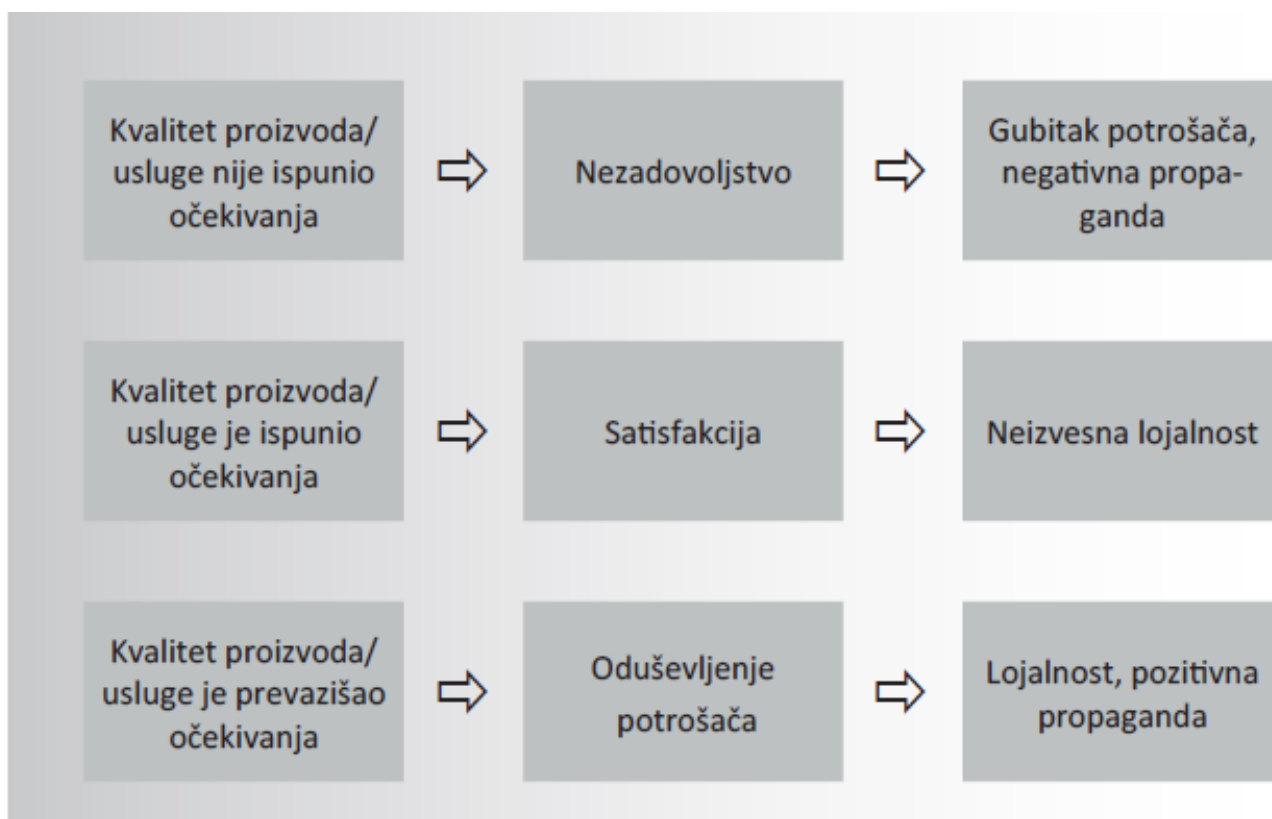 Kvalitet proizvoda/
usluge nije ispunio
očekivanja
Nezadovoljstvo
Gubitak potrošača,
negativna propa-
ganda
Kvalitet proizvoda/
usluge je ispunio
očekivanja
Satisfakcija
Neizvesna lojalnost
Kvalitet proizvoda/
usluge je prevazišao
očekivanja
Oduševljenje
potrošača
Lojalnost, pozitivna
propaganda